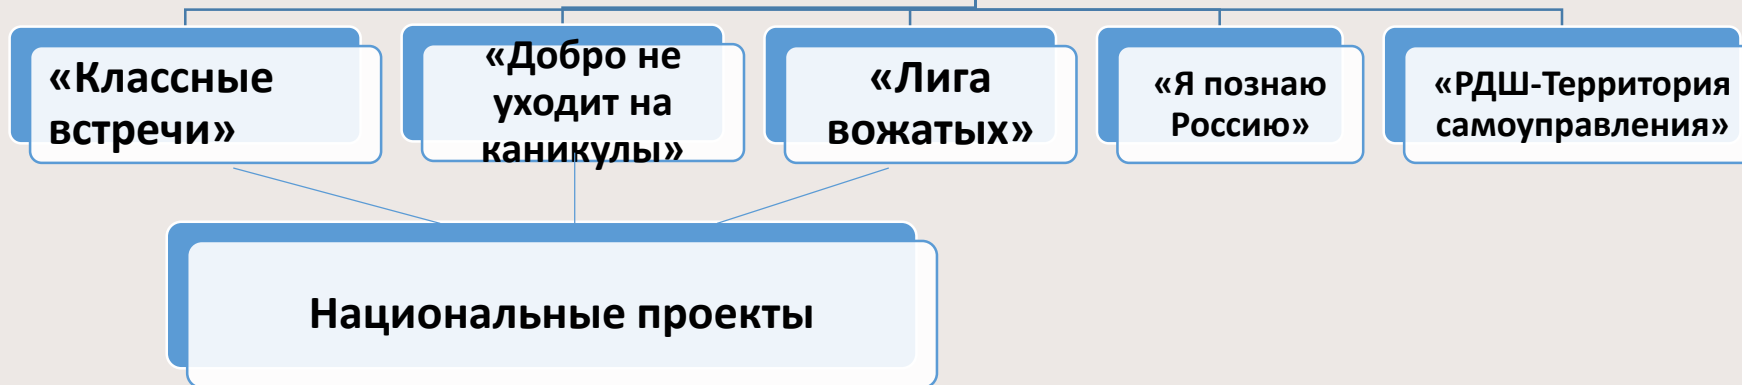 «Классные
встречи»
«Добро не
уходит на
каникулы»
«Лига
вожатых»
«Я познаю
Россию»
«РДШ-Территория
самоуправления»
Национальные проекты